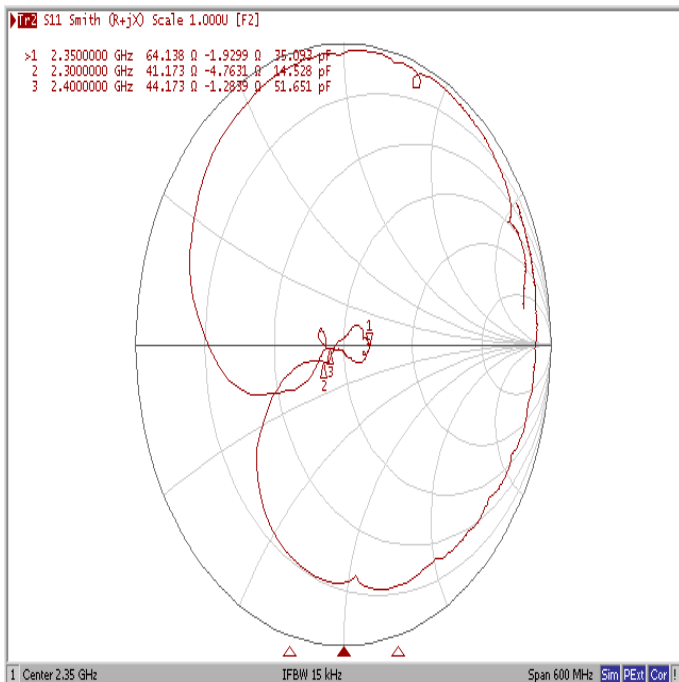 Tr2 S11 Smith (R+jX) Scale 1.000U [F2]
>1 2.3500000 GHz 64.138 Ω -1.9299 Ω 35.093 pF
2 2.3000000 GHz 41.173 Ω -4.7631 Ω 14.528 pF
3 2.4000000 GHz 44.173 Ω -1.2839 Ω 51.651 pF
1
3
2
1 Center 2.35 GHz IFBW 15 kHz Span 600 MHz Sim PExt Cor !